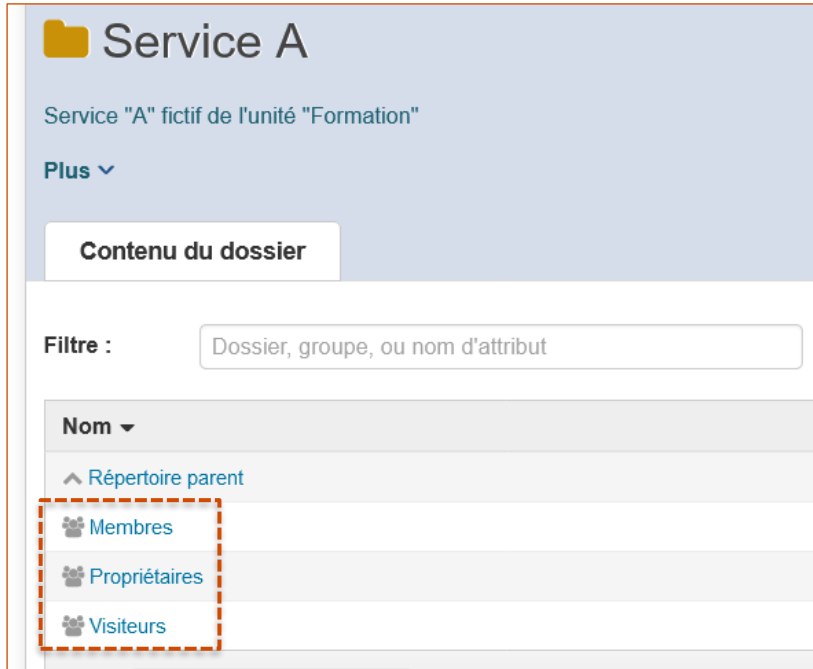 Service A
Service "A" fictif de l'unité "Formation"
Plus
Contenu du dossier
Filtre :
Dossier, groupe, ou nom d'attribut
Nom
Répertoire parent
Membres
Propriétaires
Visiteurs